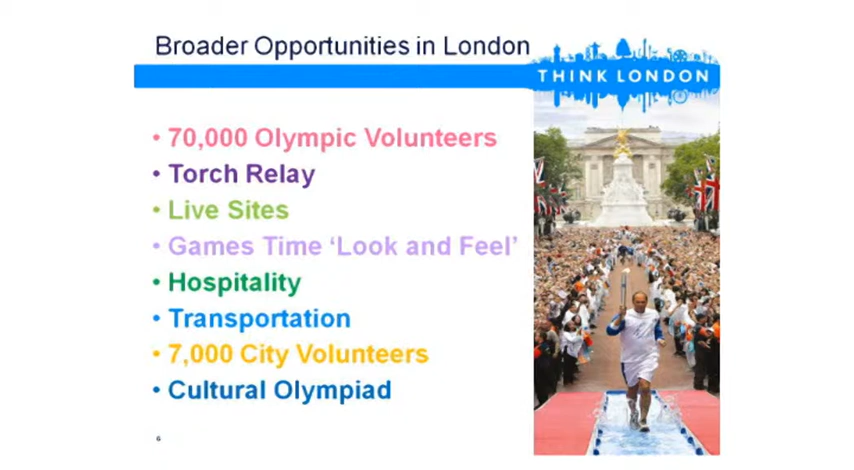 Broader Opportunities in London
THINK LONDON
• 70,000 Olympic Volunteers
• Torch Relay
• Live Sites
• Games Time ‘Look and Feel’
• Hospitality
• Transportation
• 7,000 City Volunteers
• Cultural Olympiad
6